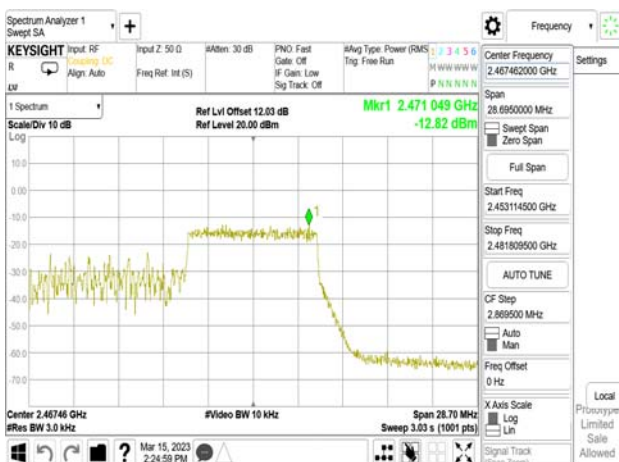 Spectrum Analyzer 1
Swept SA
Frequency
KEYSIGHT
R
Input: RF
Coupling: DC
Align: Auto
Input Z: 50 Ω
Freq Ref: Int (S)
#Atten: 30 dB
PNO: Fast
Gate: Off
IF Gain: Low
Sig Track: Off
#Avg Type: Power (RMS
Trig: Free Run
1 2 3 4 5 6
M W W W W W
P N N N N N
1 Spectrum
Scale/Div 10 dB
Ref Lvl Offset 12.03 dB
Ref Level 20.00 dBm
Mkr1 2.471 049 GHz
-12.82 dBm
Log
10.0
0.00
-10.0
-20.0
-30.0
-40.0
-50.0
-60.0
-70.0
1
Center 2.46746 GHz
#Res BW 3.0 kHz
#Video BW 10 kHz
Span 28.70 MHz
Sweep 3.03 s (1001 pts)
Mar 15, 2023
2:24:59 PM
Center Frequency
2.467462000 GHz
Span
28.6950000 MHz
Swept Span
Zero Span
Full Span
Start Freq
2.453114500 GHz
Stop Freq
2.481809500 GHz
AUTO TUNE
CF Step
2.869500 MHz
Auto
Man
Freq Offset
0 Hz
X Axis Scale
Log
Lin
Signal Track
(Span Zoom)
Settings
Local
Prototype
Limited
Sale
Allowed